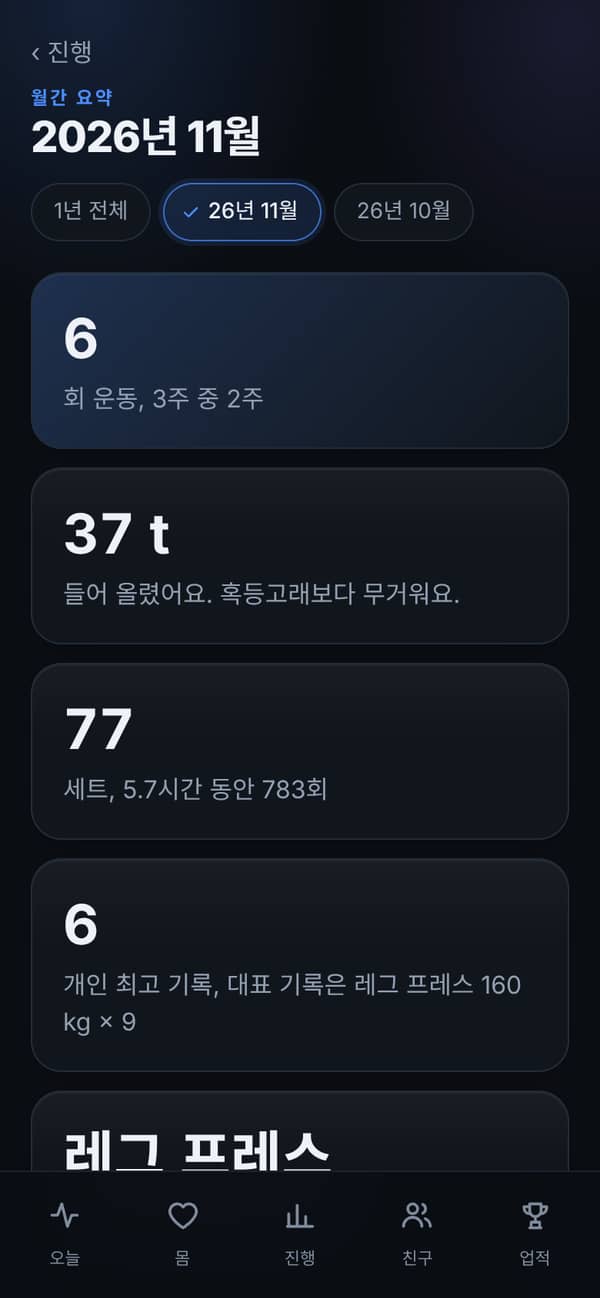 ‹ 진행
월간 요약
2026년 11월
1년 전체
✓ 26년 11월
26년 10월
6
회 운동, 3주 중 2주
37 t
들어 올렸어요. 혹등고래보다 무거워요.
77
세트, 5.7시간 동안 783회
6
개인 최고 기록, 대표 기록은 레그 프레스 160
kg × 9
레그 프레스
오늘
몸
진행
친구
업적